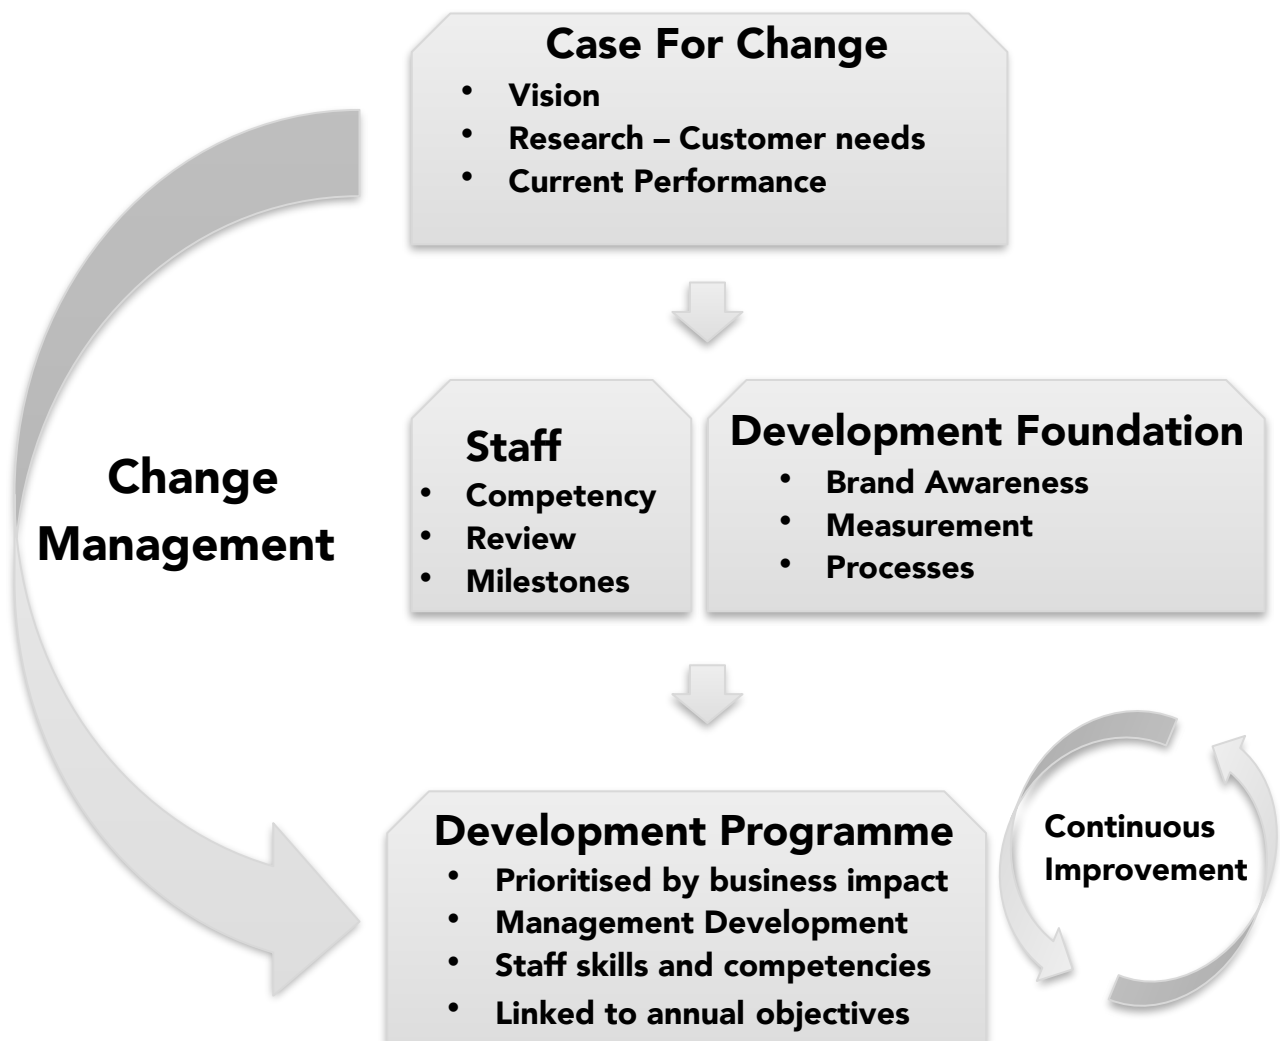 Case For Change
• Vision
• Research – Customer needs
• Current Performance
Change
Management
Staff
• Competency
• Review
• Milestones
Development Foundation
• Brand Awareness
• Measurement
• Processes
Development Programme
• Prioritised by business impact
• Management Development
• Staff skills and competencies
• Linked to annual objectives
Continuous
Improvement